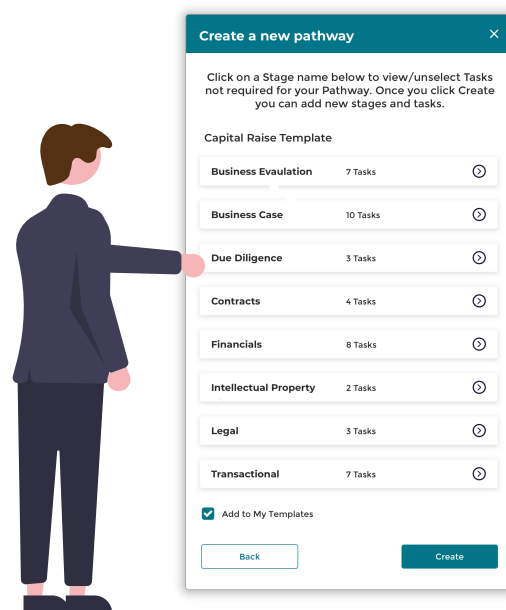 Create a new pathway
Click on a Stage name below to view/unselect Tasks
not required for your Pathway. Once you click Create
you can add new stages and tasks.
Capital Raise Template
Business Evaulation 7 Tasks
Business Case 10 Tasks
Due Diligence 3 Tasks
Contracts 4 Tasks
Financials 8 Tasks
Intellectual Property 2 Tasks
Legal 3 Tasks
Transactional 7 Tasks
Add to My Templates
Back Create